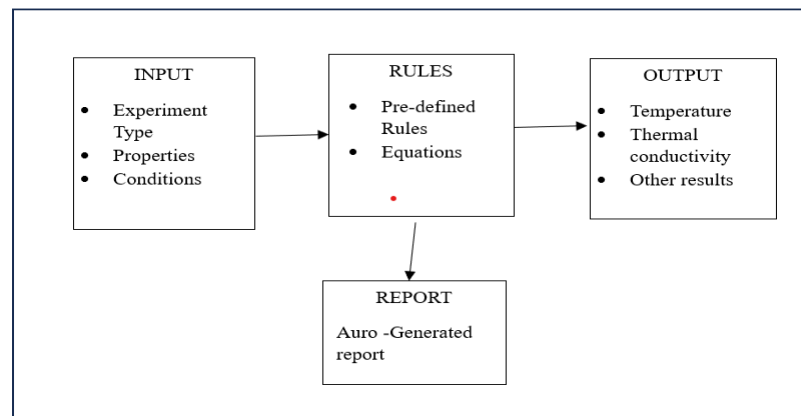 INPUT
• Experiment
Type
• Properties
• Conditions
RULES
• Pre-defined
Rules
• Equations
•
OUTPUT
• Temperature
• Thermal
conductivity
• Other results
REPORT
Auro -Generated
report